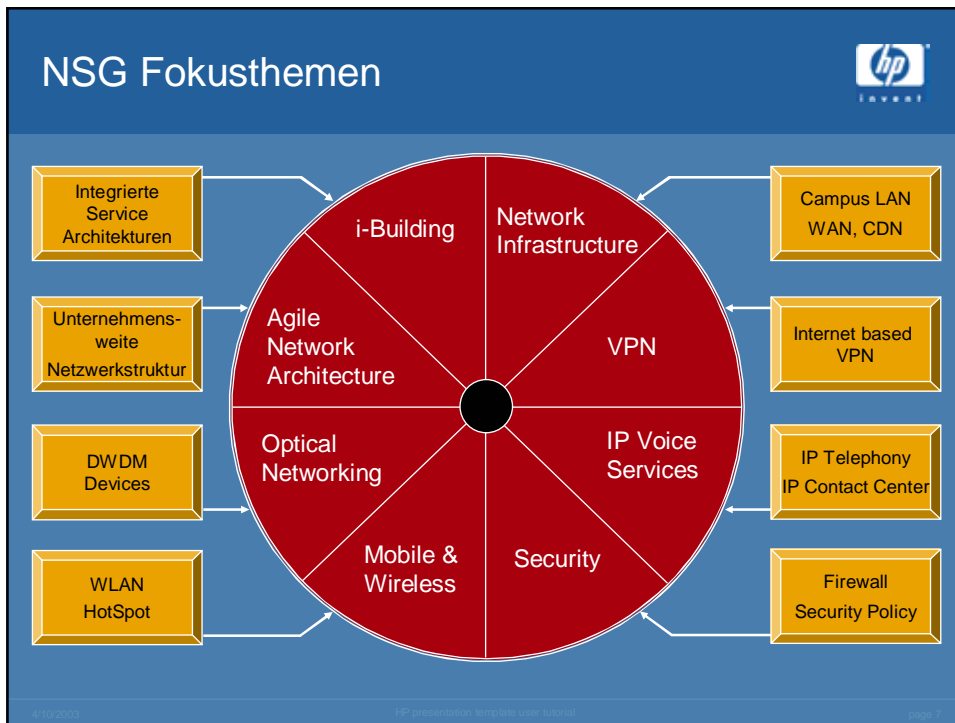 NSG Fokusthemen
hp
invent
Integrierte
Service
Architekturen
Unternehmens-
weite
Netzwerkstruktur
DWDM
Devices
WLAN
HotSpot
i-Building
Network
Infrastructure
Agile
Network
Architecture
VPN
Optical
Networking
IP Voice
Services
Mobile &
Wireless
Security
Campus LAN
WAN, CDN
Internet based
VPN
IP Telephony
IP Contact Center
Firewall
Security Policy
4/10/2003
HP presentation template user tutorial
page 7